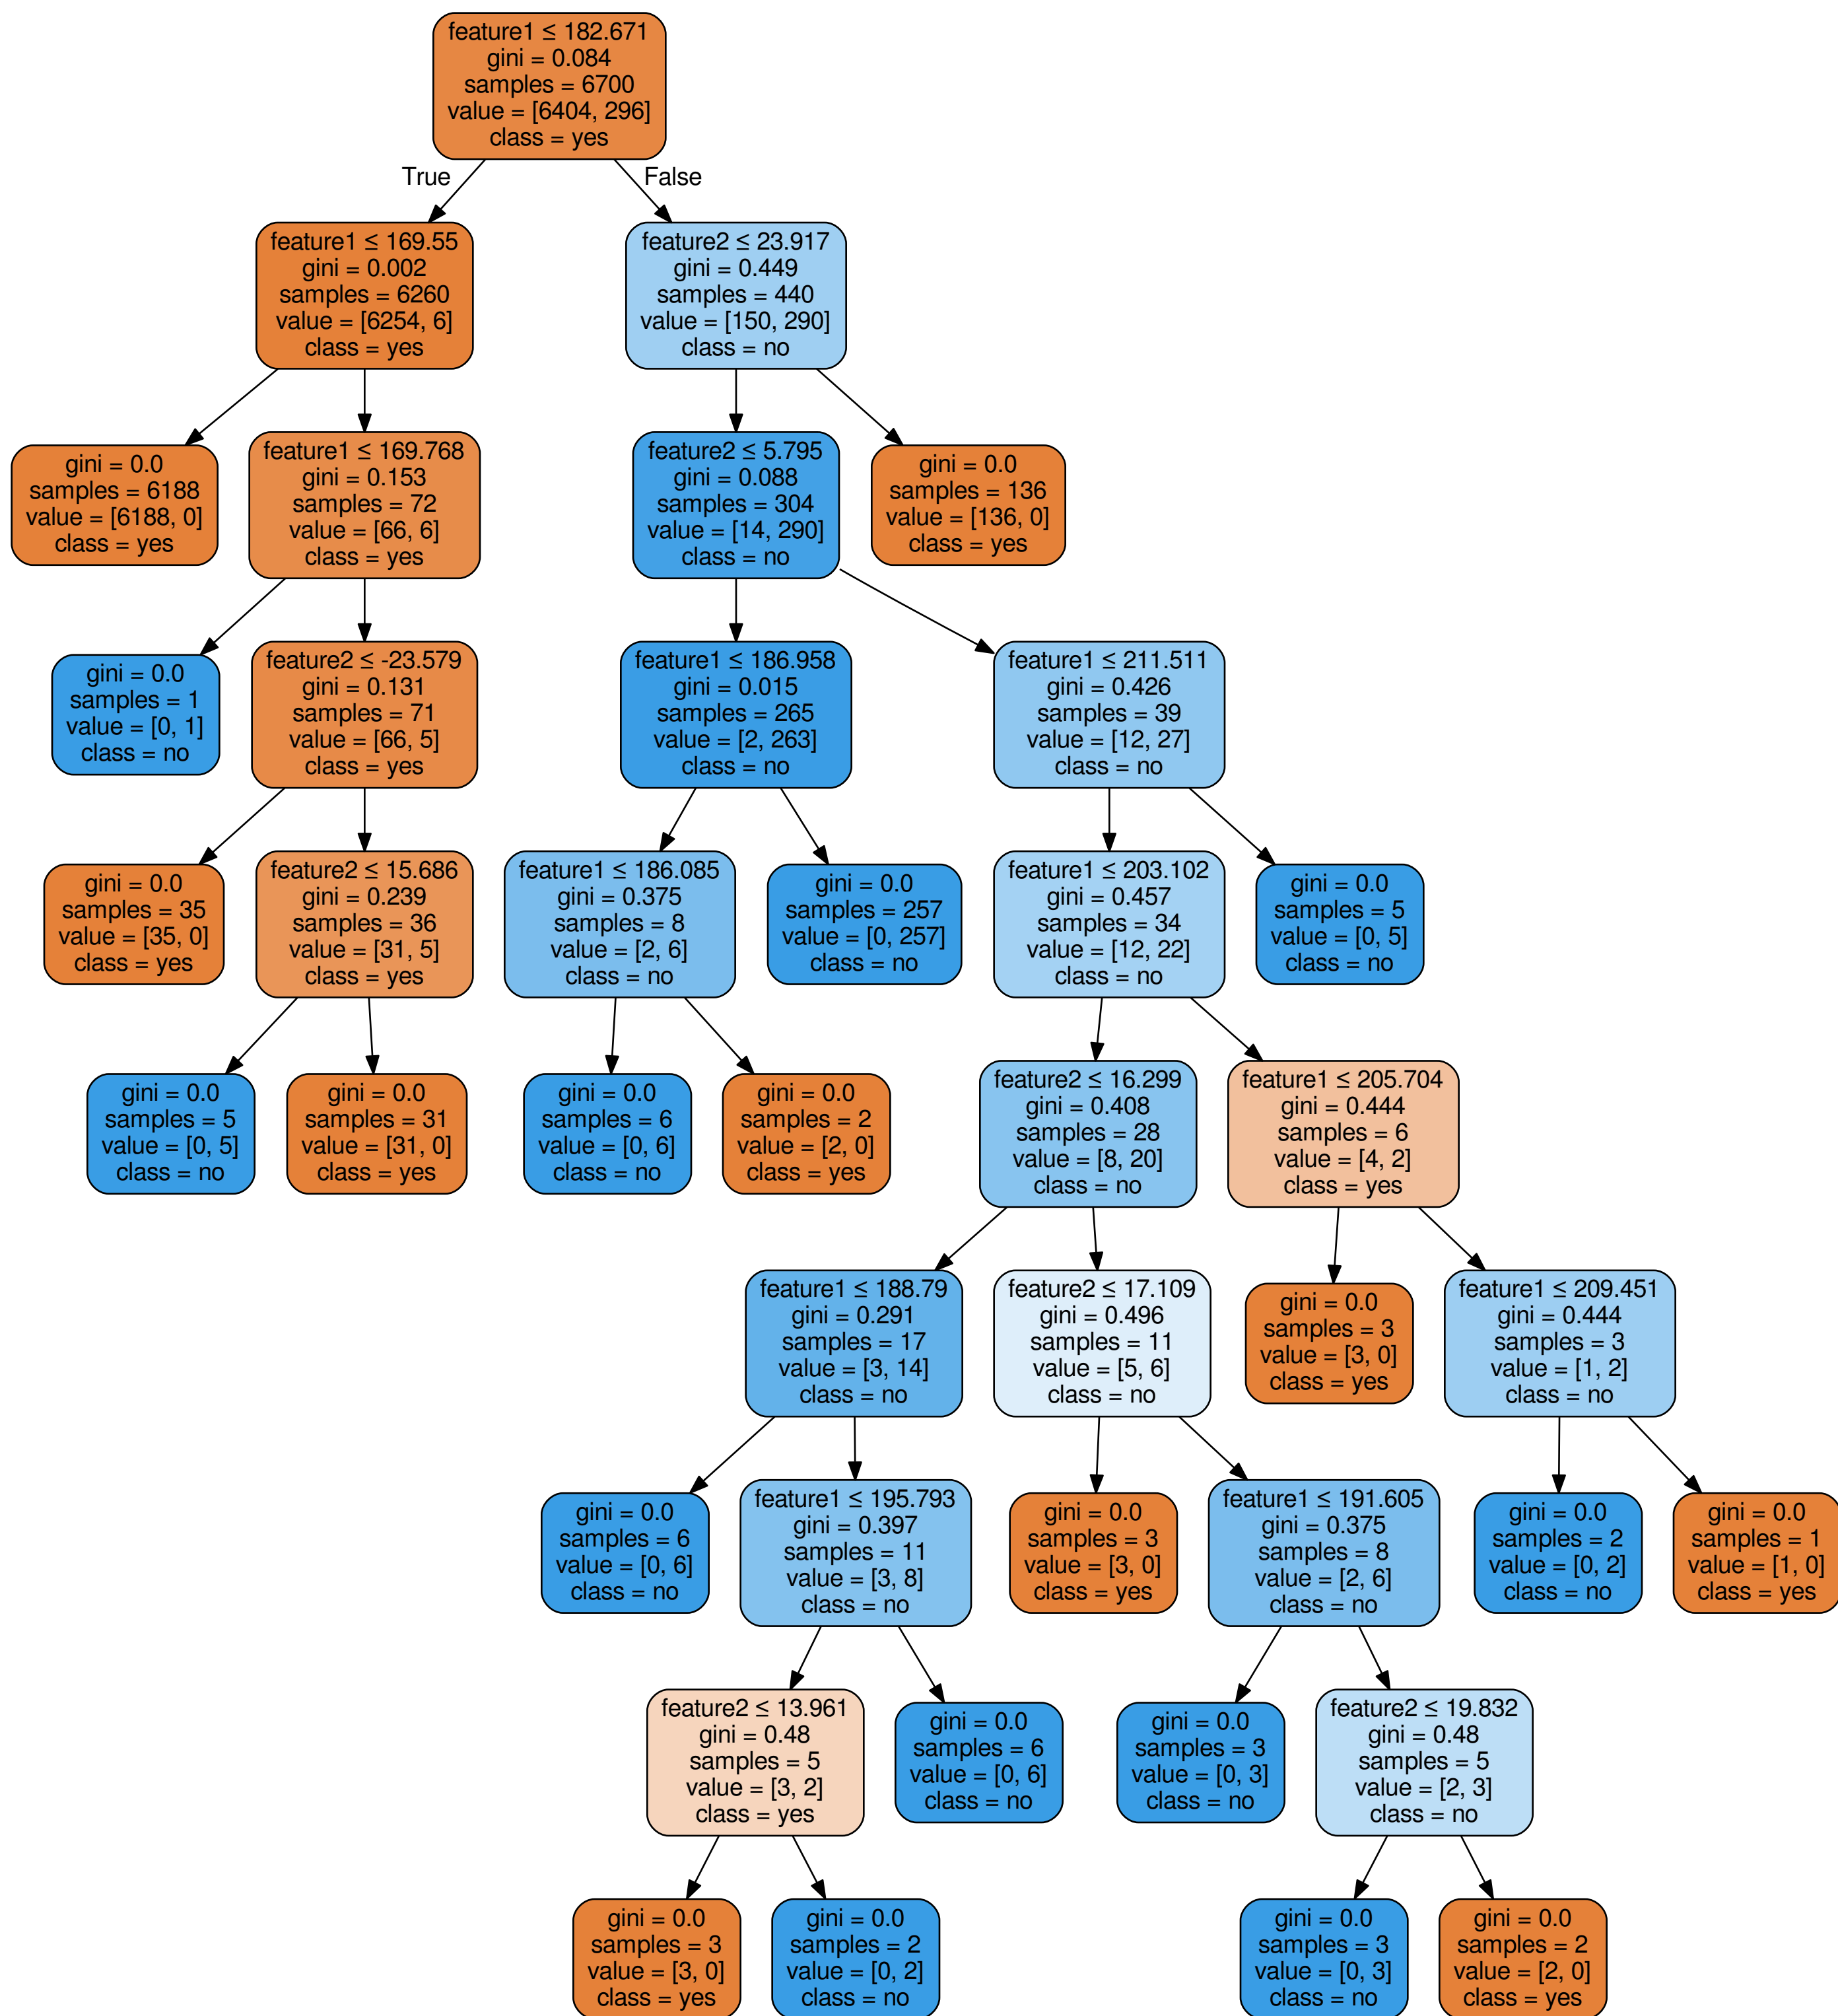 feature1 ≤ 182.671
gini = 0.084
samples = 6700
value = [6404, 296]
class = yes
True
False
feature1 ≤ 169.55
gini = 0.002
samples = 6260
value = [6254, 6]
class = yes
feature2 ≤ 23.917
gini = 0.449
samples = 440
value = [150, 290]
class = no
gini = 0.0
samples = 6188
value = [6188, 0]
class = yes
feature1 ≤ 169.768
gini = 0.153
samples = 72
value = [66, 6]
class = yes
feature2 ≤ 5.795
gini = 0.088
samples = 304
value = [14, 290]
class = no
gini = 0.0
samples = 136
value = [136, 0]
class = yes
gini = 0.0
samples = 1
value = [0, 1]
class = no
feature2 ≤ -23.579
gini = 0.131
samples = 71
value = [66, 5]
class = yes
feature1 ≤ 186.958
gini = 0.015
samples = 265
value = [2, 263]
class = no
feature1 ≤ 211.511
gini = 0.426
samples = 39
value = [12, 27]
class = no
gini = 0.0
samples = 35
value = [35, 0]
class = yes
feature2 ≤ 15.686
gini = 0.239
samples = 36
value = [31, 5]
class = yes
feature1 ≤ 186.085
gini = 0.375
samples = 8
value = [2, 6]
class = no
gini = 0.0
samples = 257
value = [0, 257]
class = no
feature1 ≤ 203.102
gini = 0.457
samples = 34
value = [12, 22]
class = no
gini = 0.0
samples = 5
value = [0, 5]
class = no
gini = 0.0
samples = 5
value = [0, 5]
class = no
gini = 0.0
samples = 31
value = [31, 0]
class = yes
gini = 0.0
samples = 6
value = [0, 6]
class = no
gini = 0.0
samples = 2
value = [2, 0]
class = yes
feature2 ≤ 16.299
gini = 0.408
samples = 28
value = [8, 20]
class = no
feature1 ≤ 205.704
gini = 0.444
samples = 6
value = [4, 2]
class = yes
feature1 ≤ 188.79
gini = 0.291
samples = 17
value = [3, 14]
class = no
feature2 ≤ 17.109
gini = 0.496
samples = 11
value = [5, 6]
class = no
gini = 0.0
samples = 3
value = [3, 0]
class = yes
feature1 ≤ 209.451
gini = 0.444
samples = 3
value = [1, 2]
class = no
gini = 0.0
samples = 6
value = [0, 6]
class = no
feature1 ≤ 195.793
gini = 0.397
samples = 11
value = [3, 8]
class = no
gini = 0.0
samples = 3
value = [3, 0]
class = yes
feature1 ≤ 191.605
gini = 0.375
samples = 8
value = [2, 6]
class = no
gini = 0.0
samples = 2
value = [0, 2]
class = no
gini = 0.0
samples = 1
value = [1, 0]
class = yes
feature2 ≤ 13.961
gini = 0.48
samples = 5
value = [3, 2]
class = yes
gini = 0.0
samples = 6
value = [0, 6]
class = no
gini = 0.0
samples = 3
value = [0, 3]
class = no
feature2 ≤ 19.832
gini = 0.48
samples = 5
value = [2, 3]
class = no
gini = 0.0
samples = 3
value = [3, 0]
class = yes
gini = 0.0
samples = 2
value = [0, 2]
class = no
gini = 0.0
samples = 3
value = [0, 3]
class = no
gini = 0.0
samples = 2
value = [2, 0]
class = yes